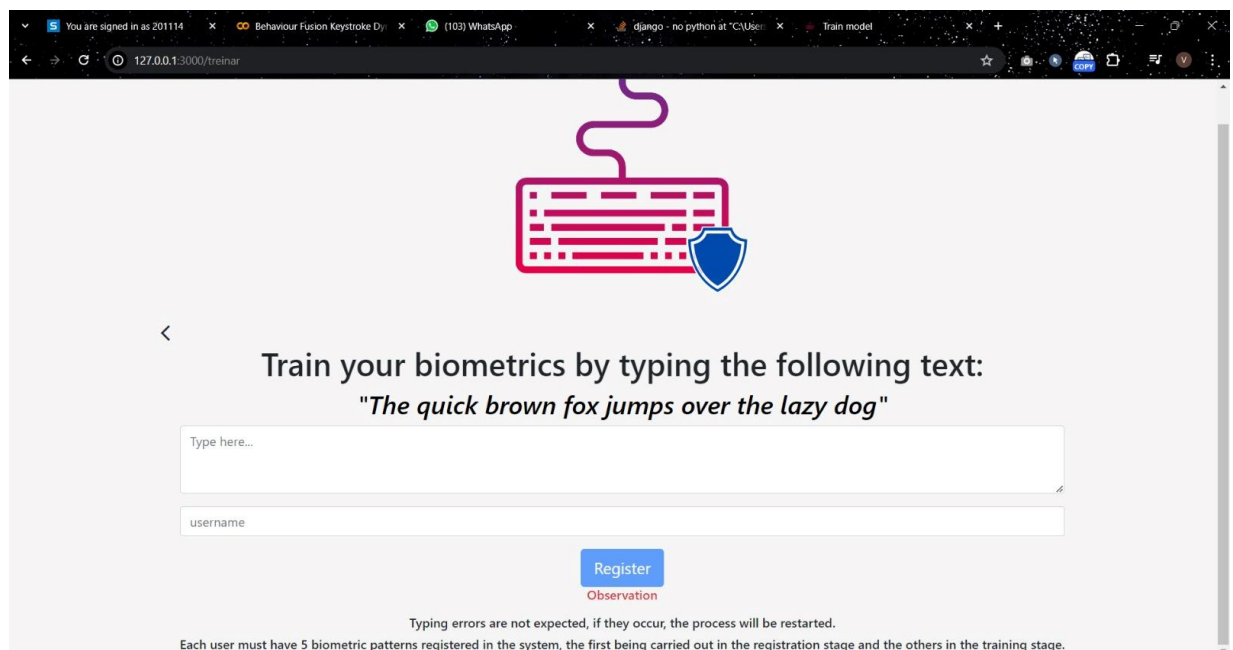 You are signed in as 201114
Behaviour Fusion Keystroke Dy
(103) WhatsApp
django - no python at "C:\User
Train model
127.0.0.1:3000/treinar
COPY
V
Train your biometrics by typing the following text:
"The quick brown fox jumps over the lazy dog"
Type here...
username
Register
Observation
Typing errors are not expected, if they occur, the process will be restarted.
Each user must have 5 biometric patterns registered in the system, the first being carried out in the registration stage and the others in the training stage.